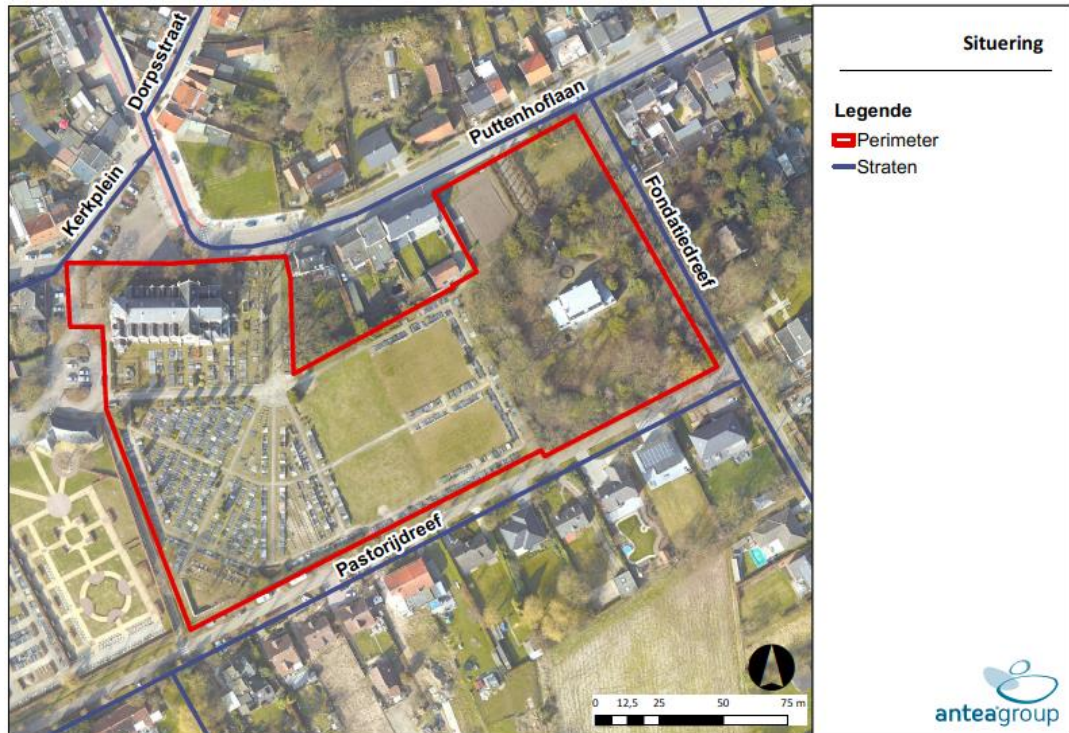 Situering
Legende
Perimeter
Straten
Dorpsstraat
Kerkplein
Puttenhoflaan
Fondatiedreef
Pastorijdreef
0 12,5 25 50 75 m
anteagroup